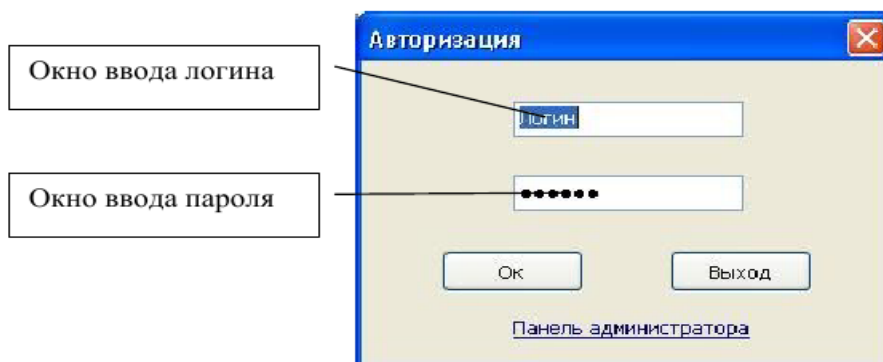 Авторизация
Окно ввода логина
Логин
Окно ввода пароля
Ок
Выход
Панель администратора